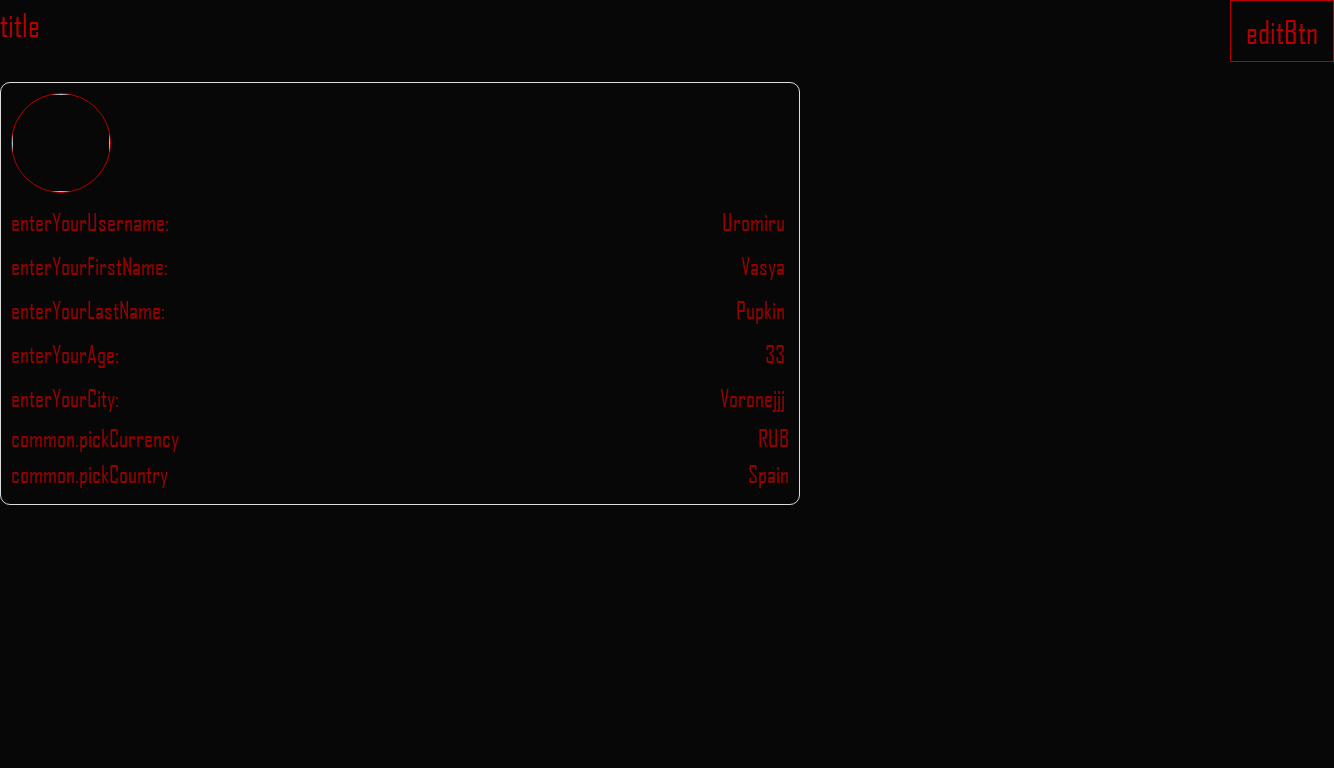 title
editBtn
enterYourUsername: Uromiru
enterYourFirstName: Vasya
enterYourLastName: Pupkin
enterYourAge: 33
enterYourCity: Voronejjj
common.pickCurrency RUB
common.pickCountry Spain